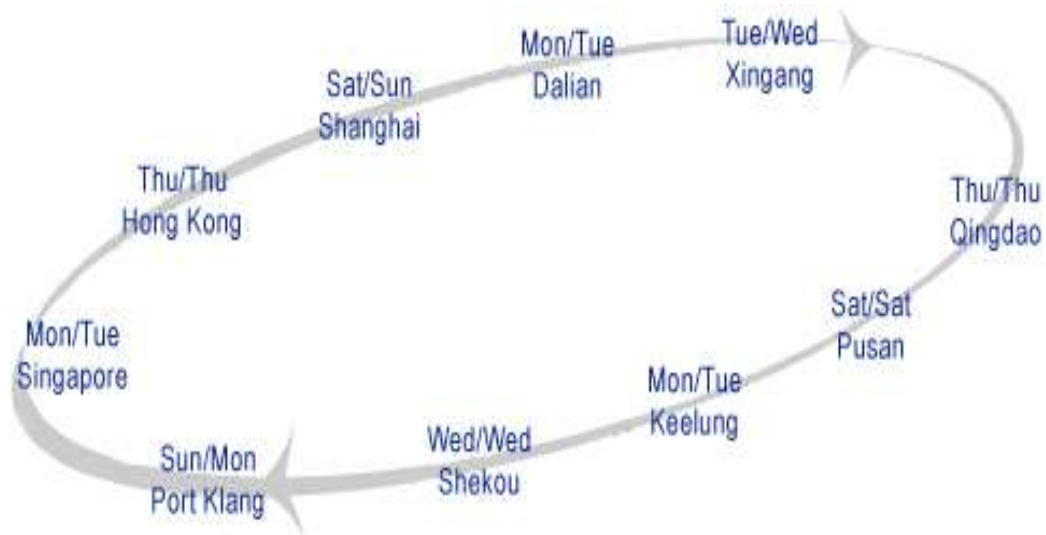 Mon/Tue
Dalian
Tue/Wed
Xingang
Sat/Sun
Shanghai
Thu/Thu
Hong Kong
Thu/Thu
Qingdao
Mon/Tue
Singapore
Sat/Sat
Pusan
Mon/Tue
Keelung
Wed/Wed
Shekou
Sun/Mon
Port Klang